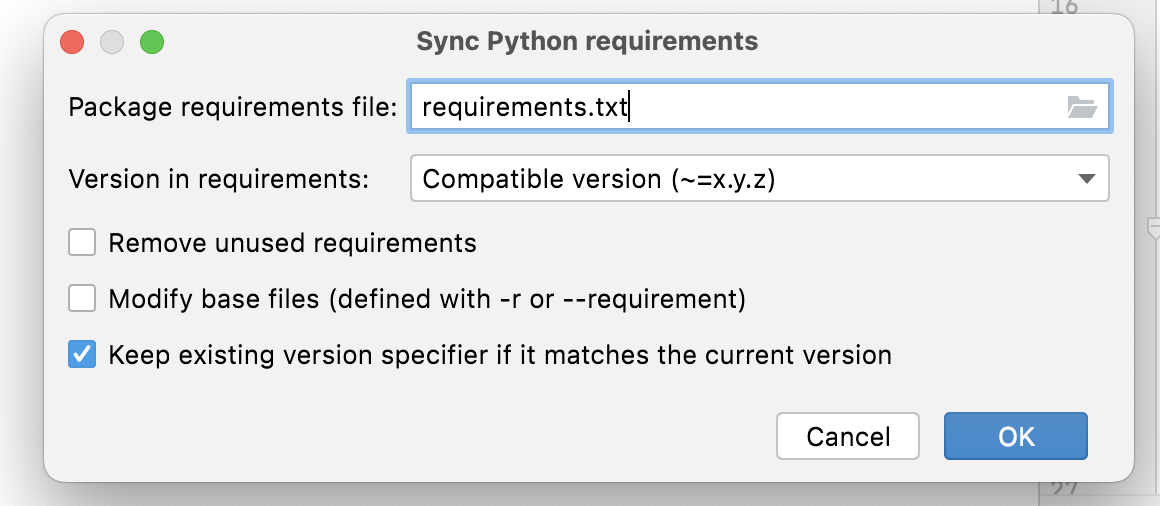 16
Sync Python requirements
Package requirements file: requirements.txt
Version in requirements: Compatible version (~=x.y.z)
Remove unused requirements
Modify base files (defined with -r or --requirement)
Keep existing version specifier if it matches the current version
Cancel OK
27